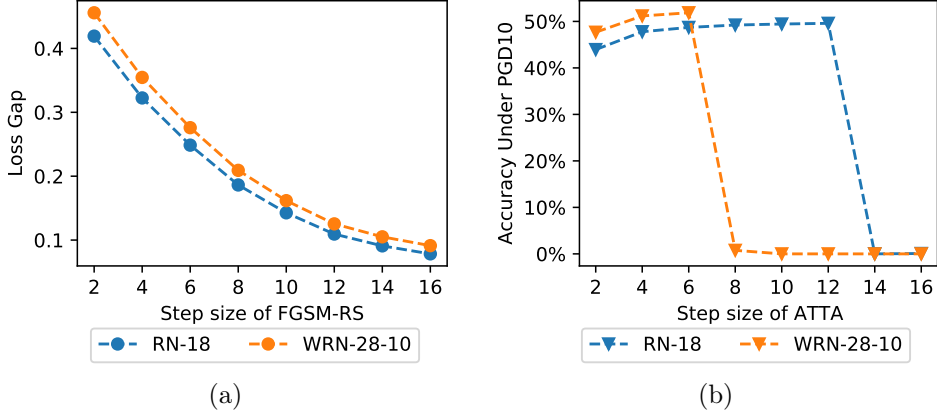 0.4
0.3
0.2
0.1
Loss Gap
2 4 6 8 10 12 14 16
Step size of FGSM-RS
RN-18 WRN-28-10
(a)
50%
40%
30%
20%
10%
0%
Accuracy Under PGD10
2 4 6 8 10 12 14 16
Step size of ATTA
RN-18 WRN-28-10
(b)